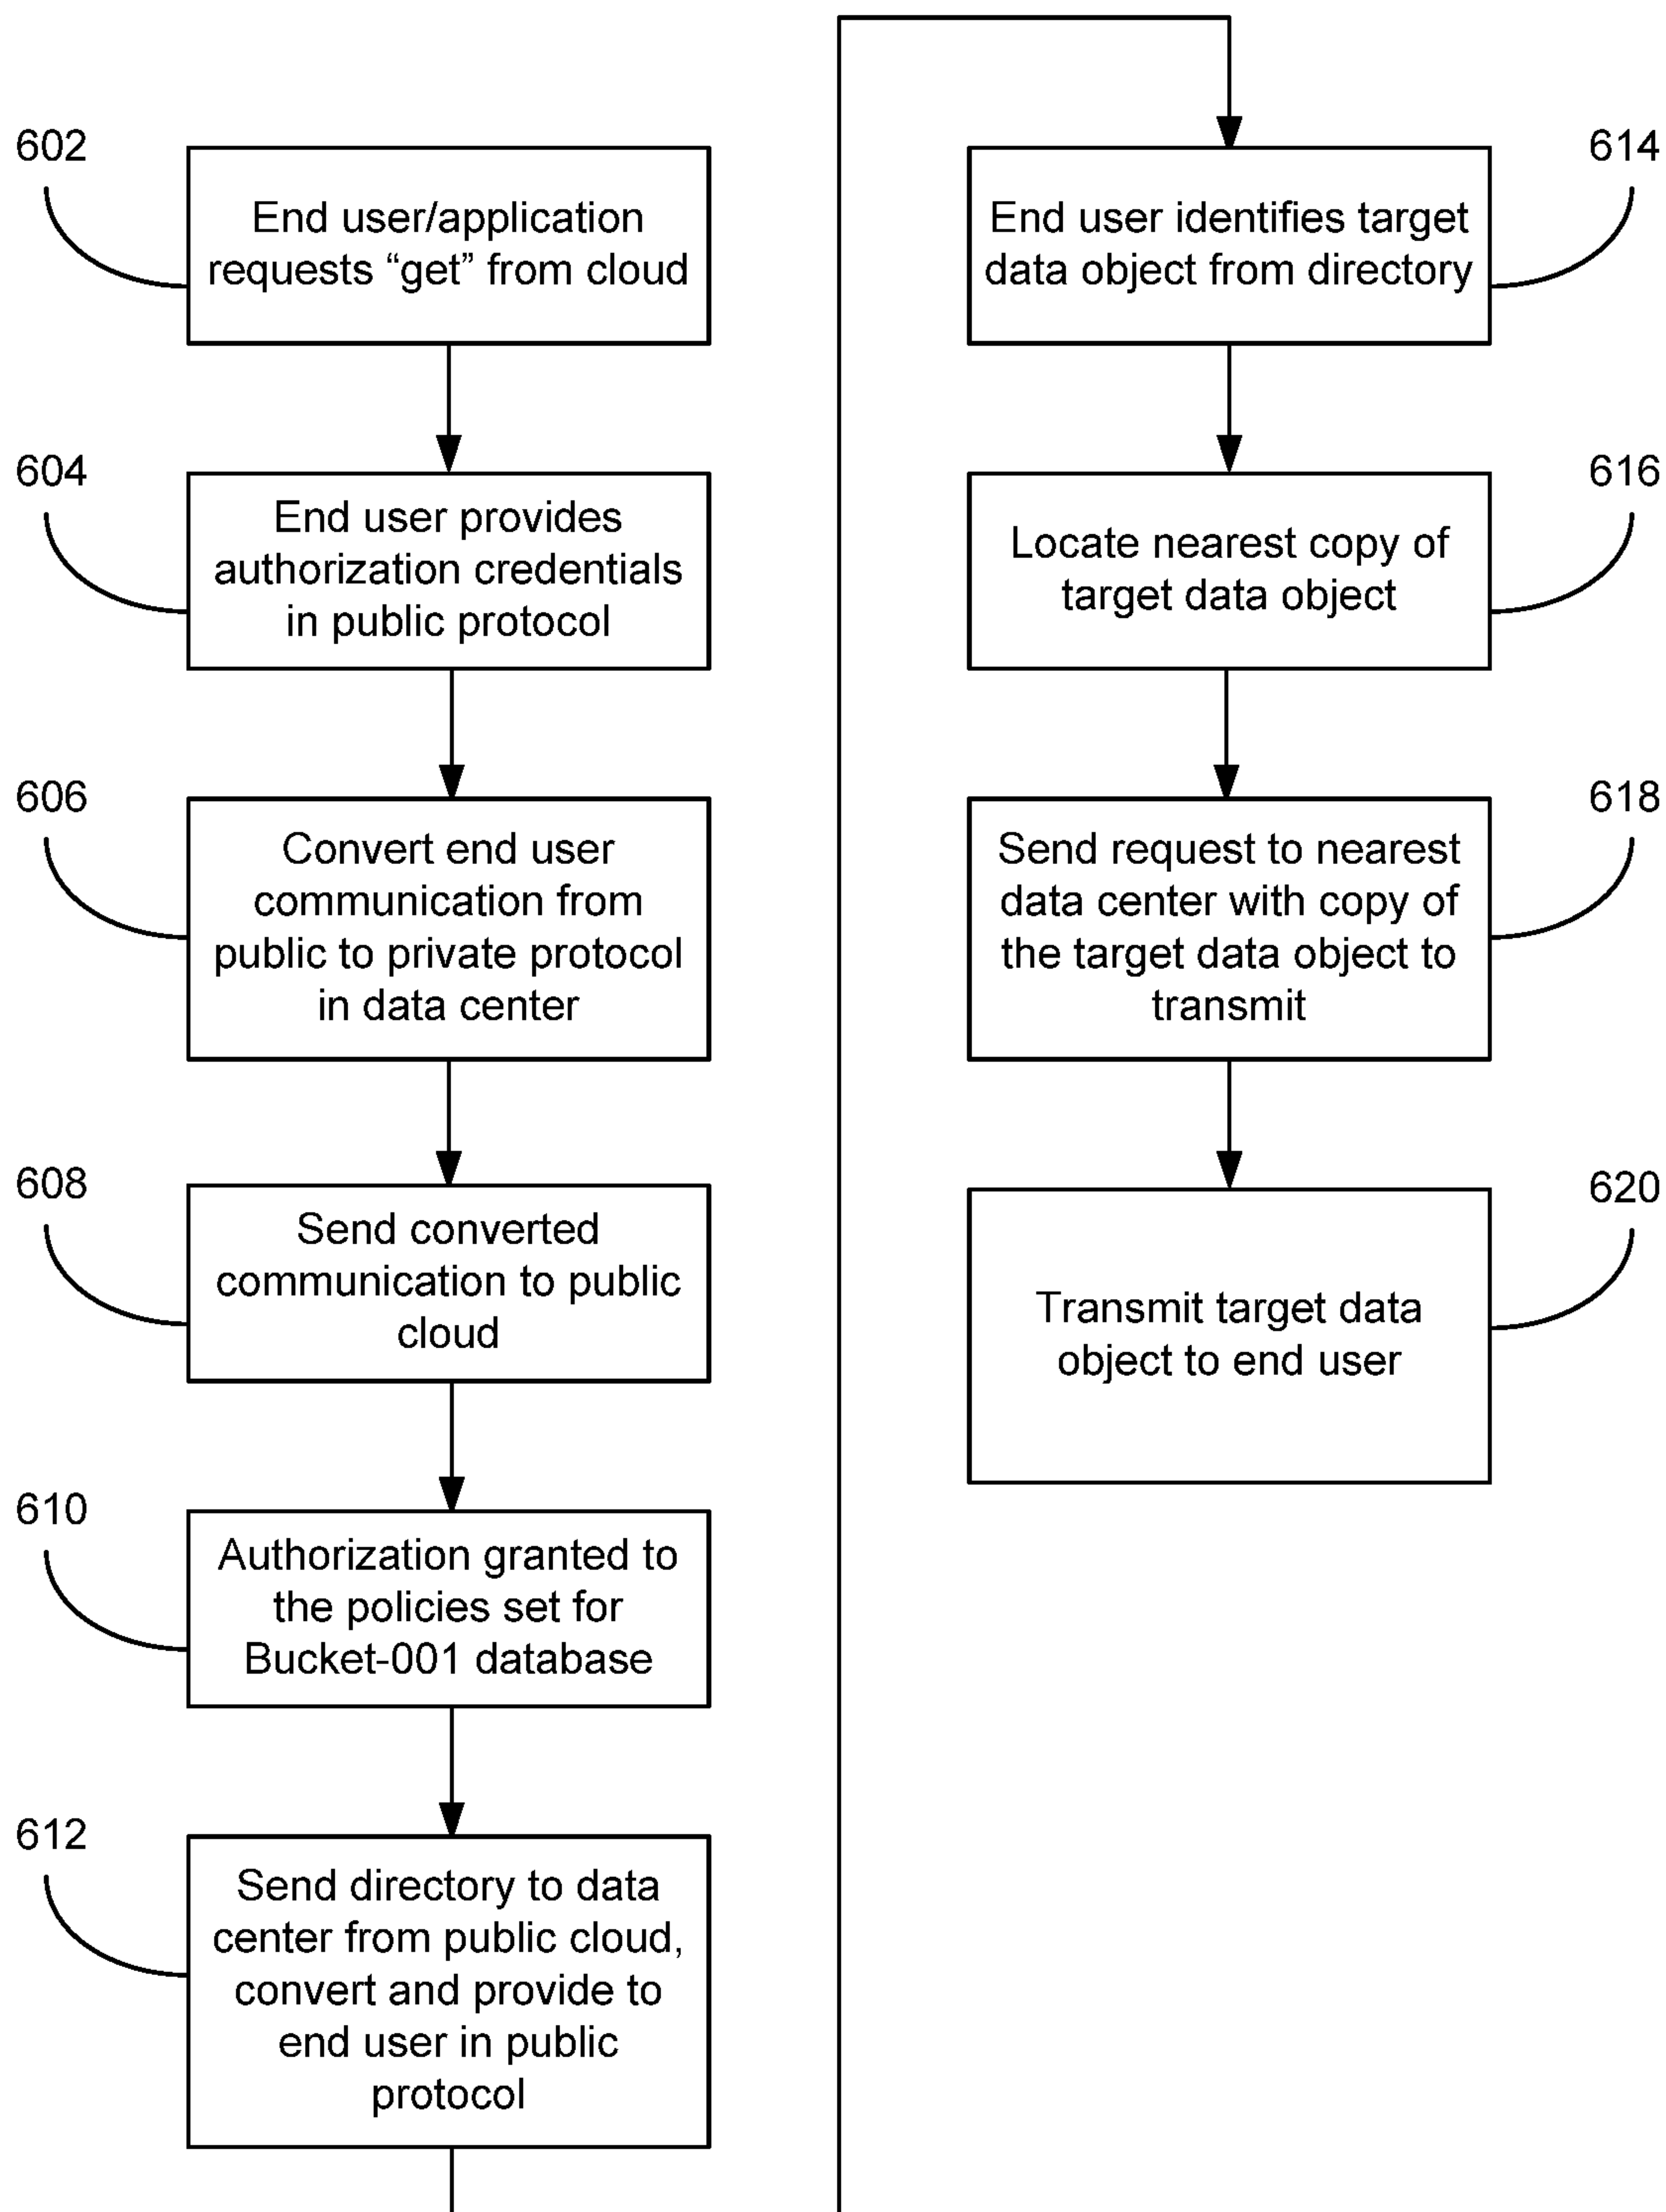 602
End user/application
requests “get” from cloud
604
End user provides
authorization credentials
in public protocol
606
Convert end user
communication from
public to private protocol
in data center
608
Send converted
communication to public
cloud
610
Authorization granted to
the policies set for
Bucket-001 database
612
Send directory to data
center from public cloud,
convert and provide to
end user in public
protocol
614
End user identifies target
data object from directory
616
Locate nearest copy of
target data object
618
Send request to nearest
data center with copy of
the target data object to
transmit
620
Transmit target data
object to end user